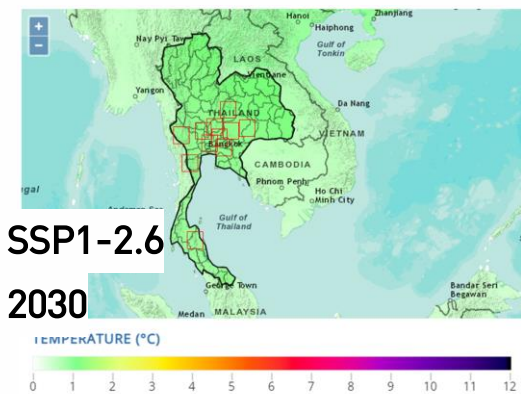 +
−
Hanoi
Zhanjiang
Haiphong
Nay Pyi Taw
LAOS
Gulf of
Tonkin
Vientiane
Yangon
THAILAND
Da Nang
VIETNAM
Bangkok
CAMBODIA
Phnom Penh
Ho Chi
Minh City
Gulf of
Thailand
SSP1-2.6
2030
George Town
Medan
MALAYSIA
Bandar Seri
Begawan
TEMPERATURE (°C)
0 1 2 3 4 5 6 7 8 9 10 11 12